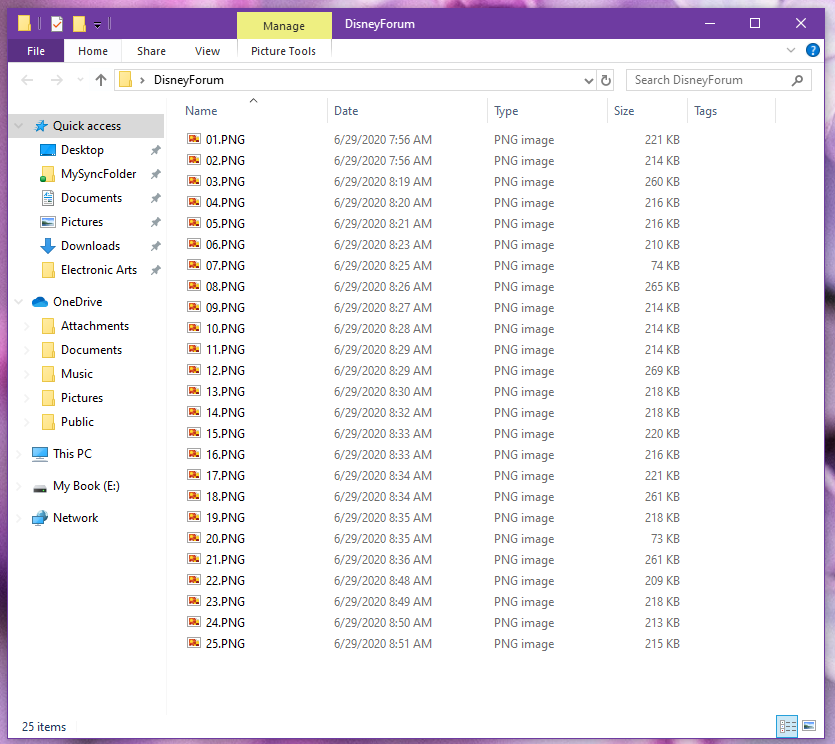 Manage
DisneyForum
File Home Share View Picture Tools
DisneyForum
Search DisneyForum
Name Date Type Size Tags
Quick access
Desktop
MySyncFolder
Documents
Pictures
Downloads
Electronic Arts
OneDrive
Attachments
Documents
Music
Pictures
Public
This PC
My Book (E:)
Network
01.PNG 6/29/2020 7:56 AM PNG image 221 KB
02.PNG 6/29/2020 7:56 AM PNG image 214 KB
03.PNG 6/29/2020 8:19 AM PNG image 260 KB
04.PNG 6/29/2020 8:20 AM PNG image 216 KB
05.PNG 6/29/2020 8:21 AM PNG image 216 KB
06.PNG 6/29/2020 8:23 AM PNG image 210 KB
07.PNG 6/29/2020 8:25 AM PNG image 74 KB
08.PNG 6/29/2020 8:26 AM PNG image 265 KB
09.PNG 6/29/2020 8:27 AM PNG image 214 KB
10.PNG 6/29/2020 8:28 AM PNG image 214 KB
11.PNG 6/29/2020 8:29 AM PNG image 214 KB
12.PNG 6/29/2020 8:29 AM PNG image 269 KB
13.PNG 6/29/2020 8:30 AM PNG image 218 KB
14.PNG 6/29/2020 8:32 AM PNG image 218 KB
15.PNG 6/29/2020 8:33 AM PNG image 220 KB
16.PNG 6/29/2020 8:33 AM PNG image 216 KB
17.PNG 6/29/2020 8:34 AM PNG image 221 KB
18.PNG 6/29/2020 8:34 AM PNG image 261 KB
19.PNG 6/29/2020 8:35 AM PNG image 218 KB
20.PNG 6/29/2020 8:35 AM PNG image 73 KB
21.PNG 6/29/2020 8:36 AM PNG image 261 KB
22.PNG 6/29/2020 8:48 AM PNG image 209 KB
23.PNG 6/29/2020 8:49 AM PNG image 218 KB
24.PNG 6/29/2020 8:50 AM PNG image 213 KB
25.PNG 6/29/2020 8:51 AM PNG image 215 KB
25 items